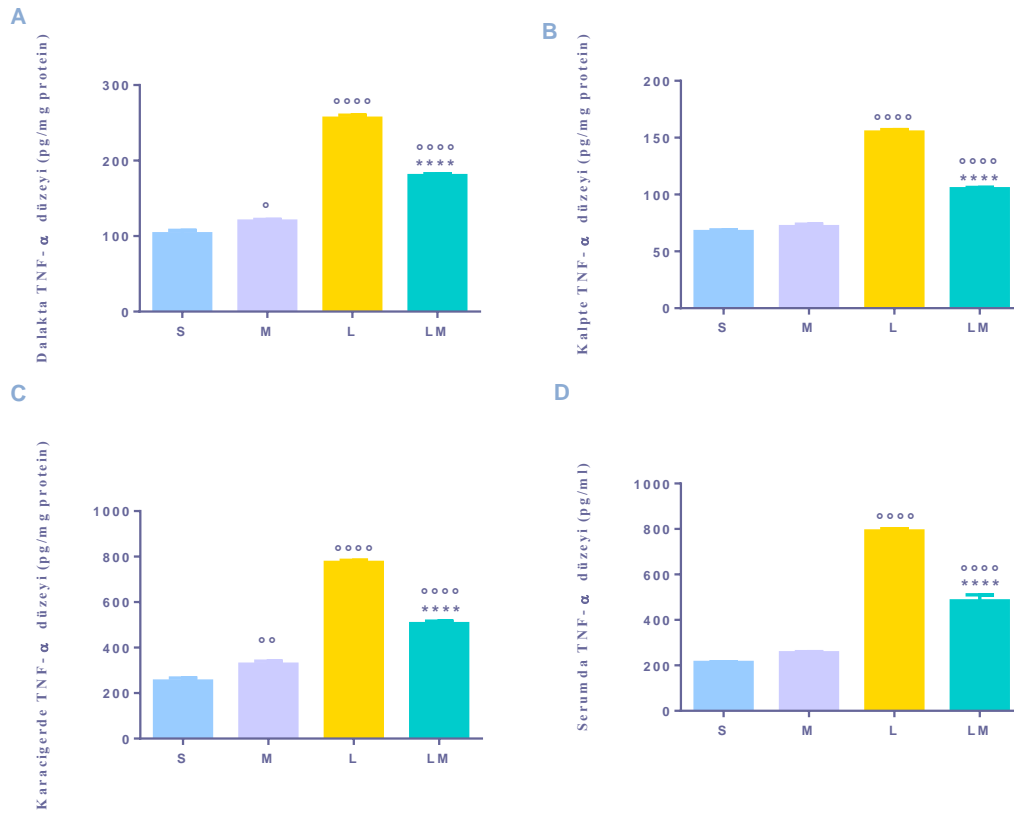 A
Dalakta TNF-α düzeyi (pg/mg protein)
300
200
100
0
°
°°°°
°°°°
****
S M L LM
B
Kalpte TNF-α düzeyi (pg/mg protein)
200
150
100
50
0
°°°°
°°°°
****
S M L LM
C
Karacigerde TNF-α düzeyi (pg/mg protein)
1000
800
600
400
200
0
°°
°°°°
°°°°
****
S M L LM
D
Serumda TNF-α düzeyi (pg/ml)
1000
800
600
400
200
0
°°°°
°°°°
****
S M L LM